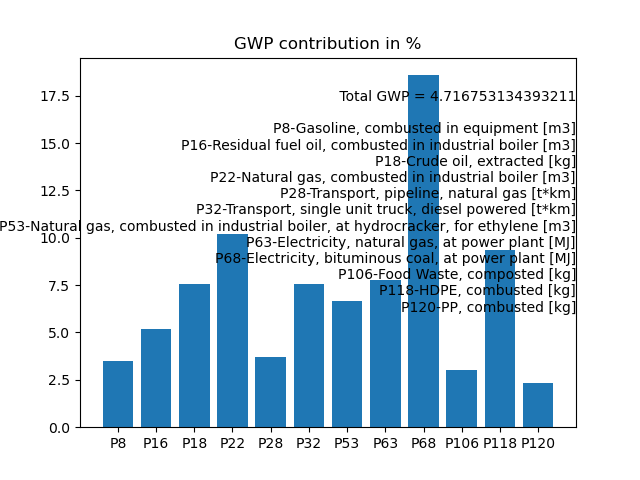 GWP contribution in %
17.5
15.0
12.5
10.0
7.5
5.0
2.5
0.0
Total GWP = 4.716753134393211
P8-Gasoline, combusted in equipment [m3]
P16-Residual fuel oil, combusted in industrial boiler [m3]
P18-Crude oil, extracted [kg]
P22-Natural gas, combusted in industrial boiler [m3]
P28-Transport, pipeline, natural gas [t*km]
P32-Transport, single unit truck, diesel powered [t*km]
P53-Natural gas, combusted in industrial boiler, at hydrocracker, for ethylene [m3]
P63-Electricity, natural gas, at power plant [MJ]
P68-Electricity, bituminous coal, at power plant [MJ]
P106-Food Waste, composted [kg]
P118-HDPE, combusted [kg]
P120-PP, combusted [kg]
P8 P16 P18 P22 P28 P32 P53 P63 P68 P106 P118 P120